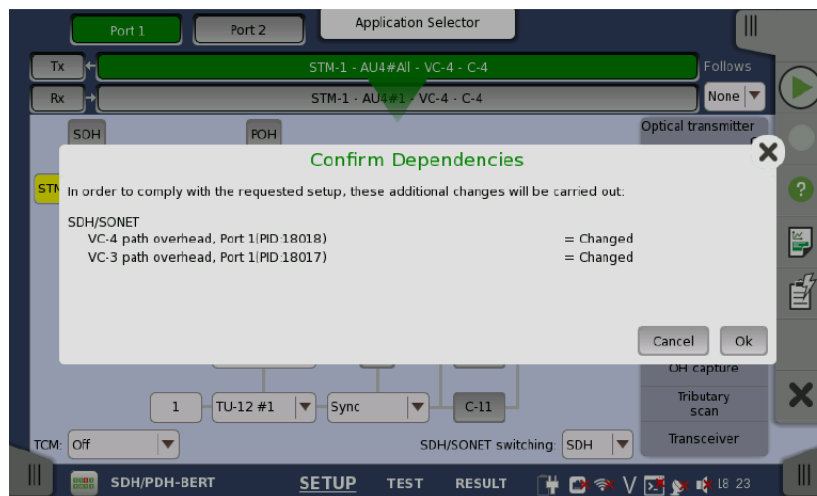 Port 1
Port 2
Application Selector
Tx
STM-1 - AU4#All - VC-4 - C-4
Follows
Rx
STM-1 - AU4#1 - VC-4 - C-4
None
SOH
POH
Optical transmitter
Confirm Dependencies
STM
In order to comply with the requested setup, these additional changes will be carried out:
SDH/SONET
VC-4 path overhead, Port 1(PID:18018) = Changed
VC-3 path overhead, Port 1(PID:18017) = Changed
Cancel
Ok
OH capture
1
TU-12 #1
Sync
C-11
Tributary
scan
TCM: Off
SDH/SONET switching: SDH
Transceiver
SDH/PDH-BERT
SETUP
TEST
RESULT
18 23